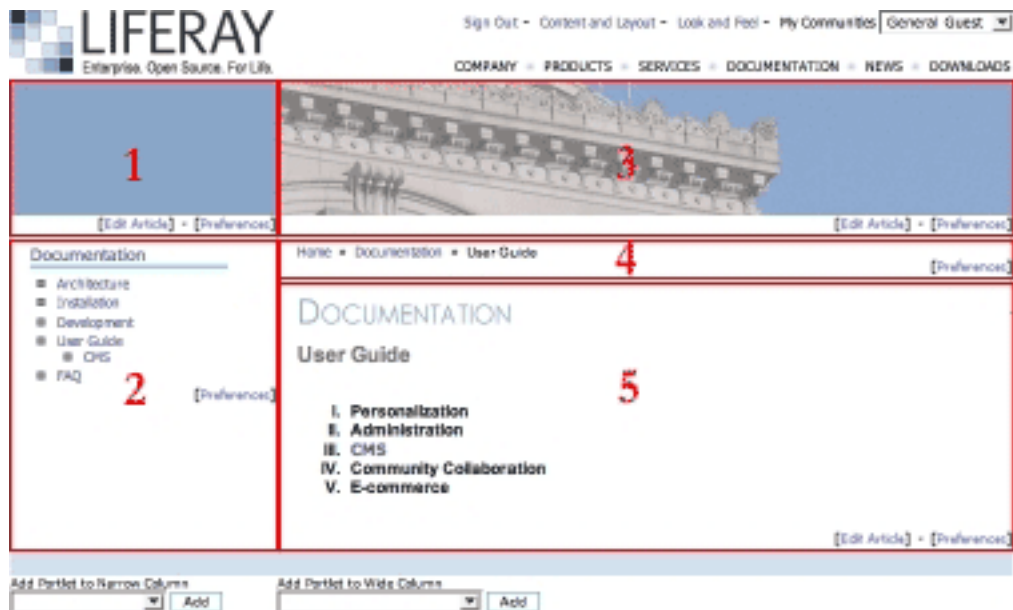 LIFERAY
Enterprise. Open Source. For Life.
Sign Out - Content and Layout - Look and Feel - My Communities General Guest
COMPANY PRODUCTS SERVICES DOCUMENTATION NEWS DOWNLOADS
1
3
[Edit Article] - [Preferences]
[Edit Article] - [Preferences]
Documentation
Architecture
Installation
Development
User Guide
CMS
FAQ
2
[Preferences]
Home Documentation User Guide
4
[Preferences]
DOCUMENTATION
User Guide
5
I. Personalization
II. Administration
III. CMS
IV. Community Collaboration
V. E-commerce
[Edit Article] - [Preferences]
Add Portlet to Narrow Column
Add
Add Portlet to Wide Column
Add